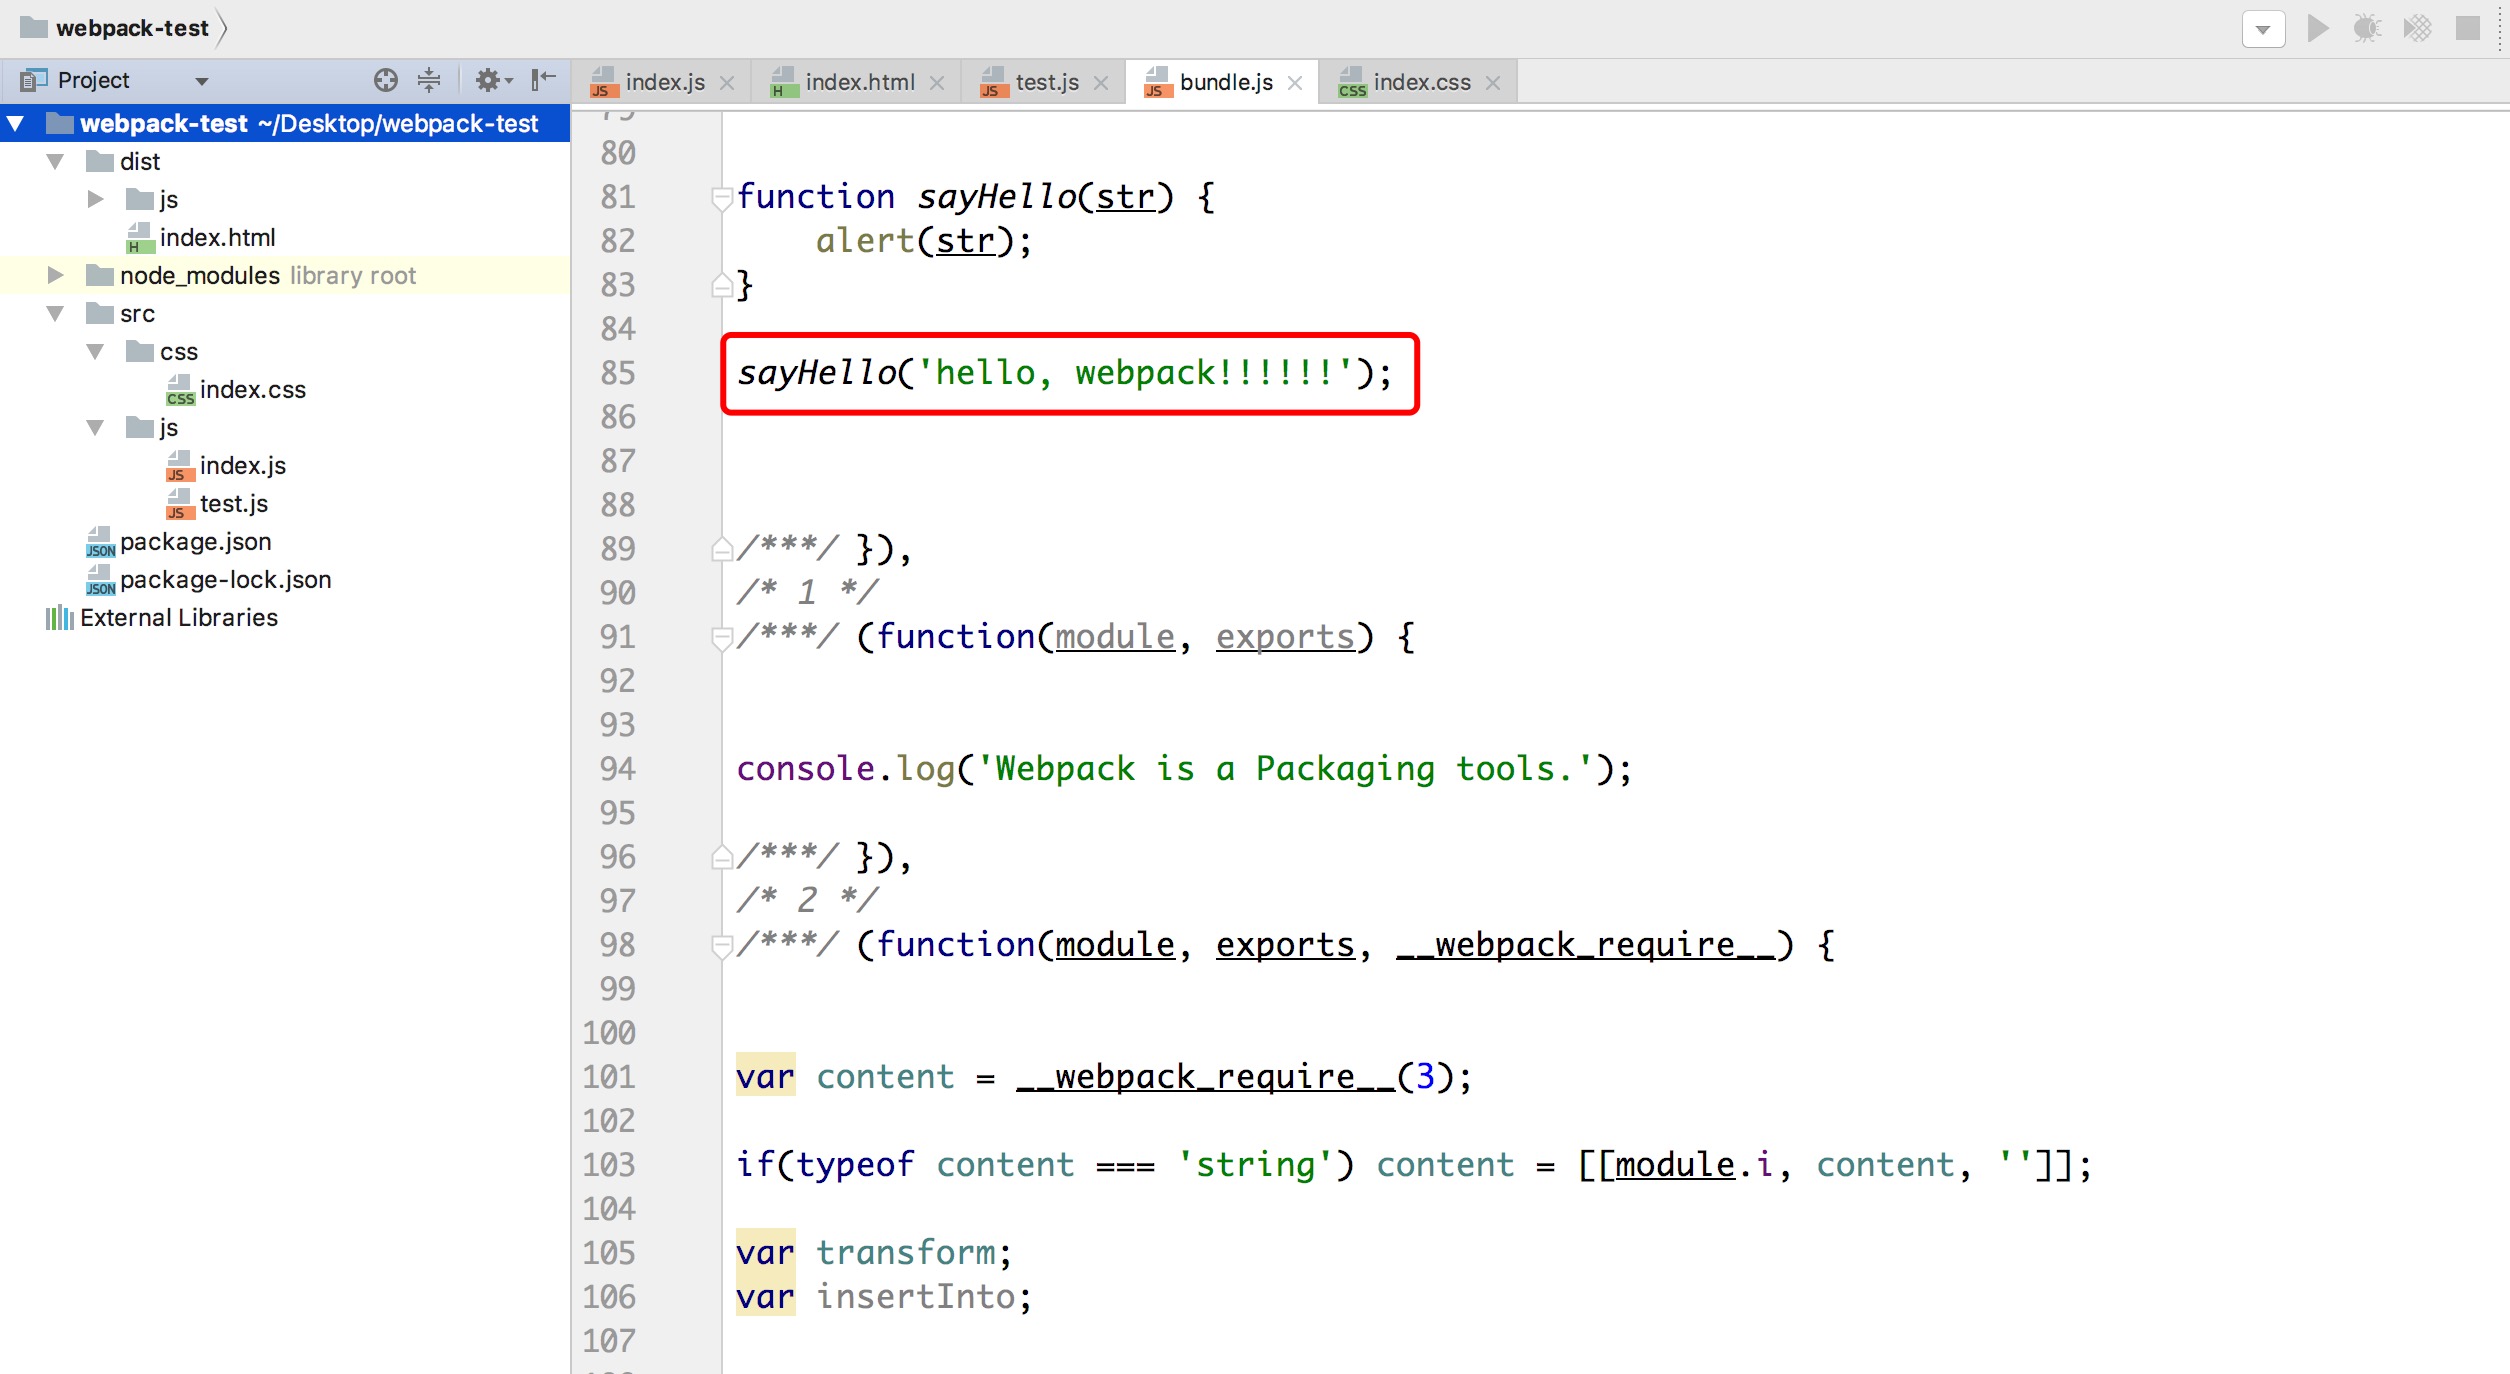 webpack-test
Project
index.js
index.html
test.js
bundle.js
index.css
webpack-test ~/Desktop/webpack-test
dist
js
index.html
node_modules library root
src
css
index.css
js
index.js
test.js
package.json
package-lock.json
External Libraries
79
80
81 function sayHello(str) {
82 alert(str);
83 }
84
85 sayHello('hello, webpack!!!!!!');
86
87
88
89 /***/ }),
90 /* 1 */
91 /***/ (function(module, exports) {
92
93
94 console.log('Webpack is a Packaging tools.');
95
96 /***/ }),
97 /* 2 */
98 /***/ (function(module, exports, __webpack_require__) {
99
100
101 var content = __webpack_require__(3);
102
103 if(typeof content === 'string') content = [[module.i, content, '']];
104
105 var transform;
106 var insertInto;
107